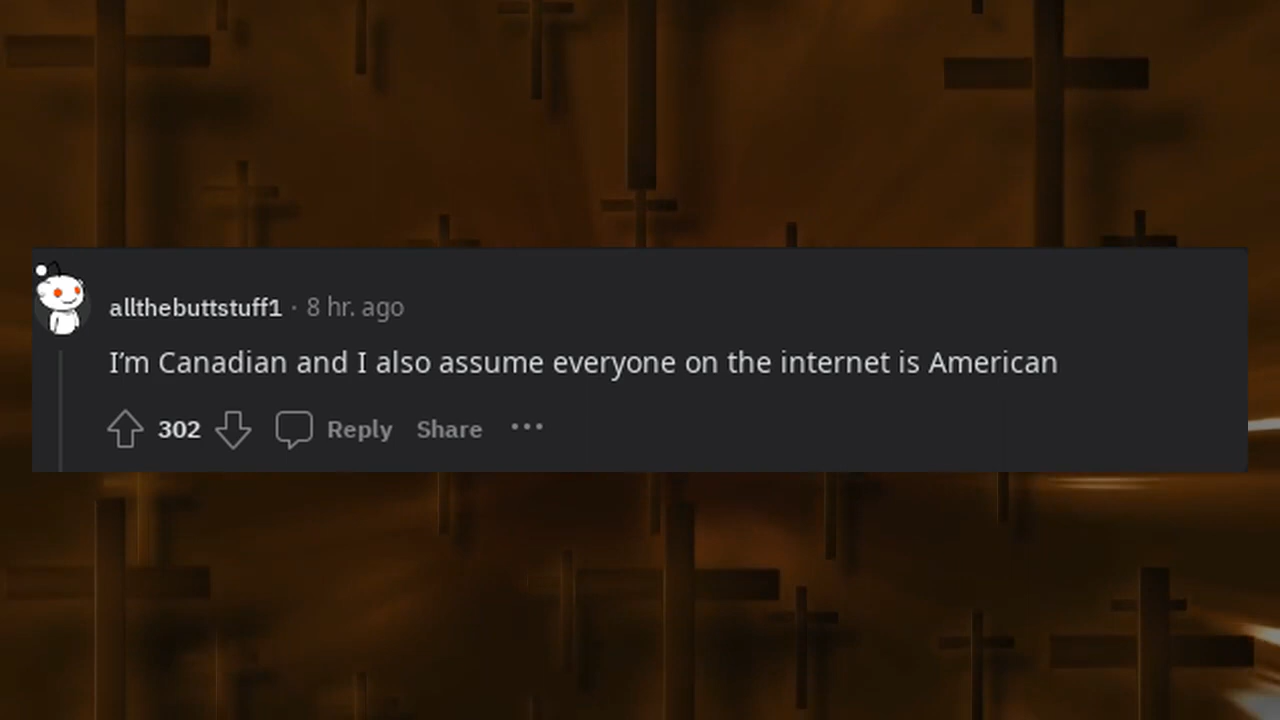 allthebuttstuff1 · 8 hr. ago
I’m Canadian and I also assume everyone on the internet is American
302 Reply Share •••